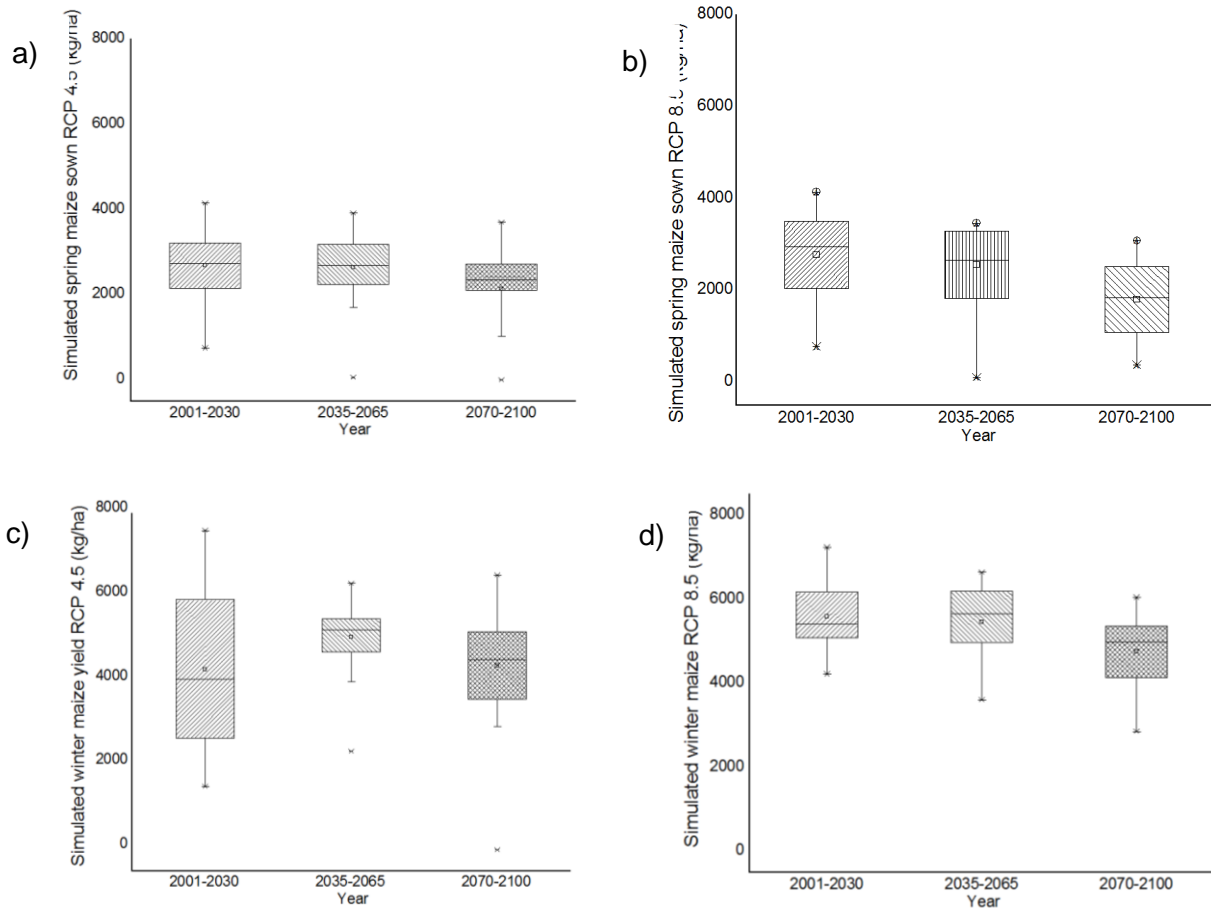 a)
Simulated spring maize sown RCP 4.5 (kg/ha)
8000
6000
4000
2000
0
2001-2030
2035-2065
2070-2100
Year
b)
Simulated spring maize sown RCP 8.5 (kg/ha)
8000
6000
4000
2000
0
2001-2030
2035-2065
2070-2100
Year
c)
Simulated winter maize yield RCP 4.5 (kg/ha)
8000
6000
4000
2000
0
2001-2030
2035-2065
2070-2100
Year
d)
Simulated winter maize RCP 8.5 (kg/ha)
8000
6000
4000
2000
0
2001-2030
2035-2065
2070-2100
Year